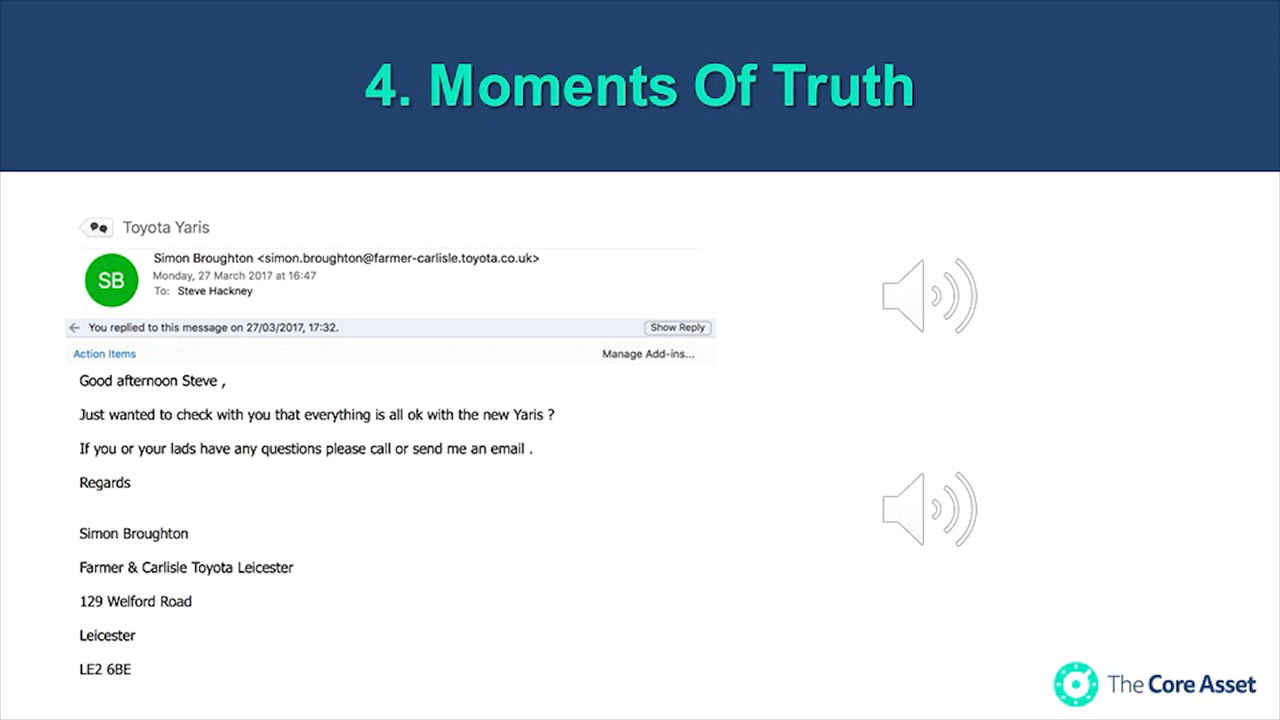 4. Moments Of Truth
Toyota Yaris
SB
Simon Broughton <simon.broughton@farmer-carlisle.toyota.co.uk>
Monday, 27 March 2017 at 16:47
To: Steve Hackney
You replied to this message on 27/03/2017, 17:32.
Show Reply
Action Items
Manage Add-ins...
Good afternoon Steve ,
Just wanted to check with you that everything is all ok with the new Yaris ?
If you or your lads have any questions please call or send me an email .
Regards
Simon Broughton
Farmer & Carlisle Toyota Leicester
129 Welford Road
Leicester
LE2 6BE
The Core Asset